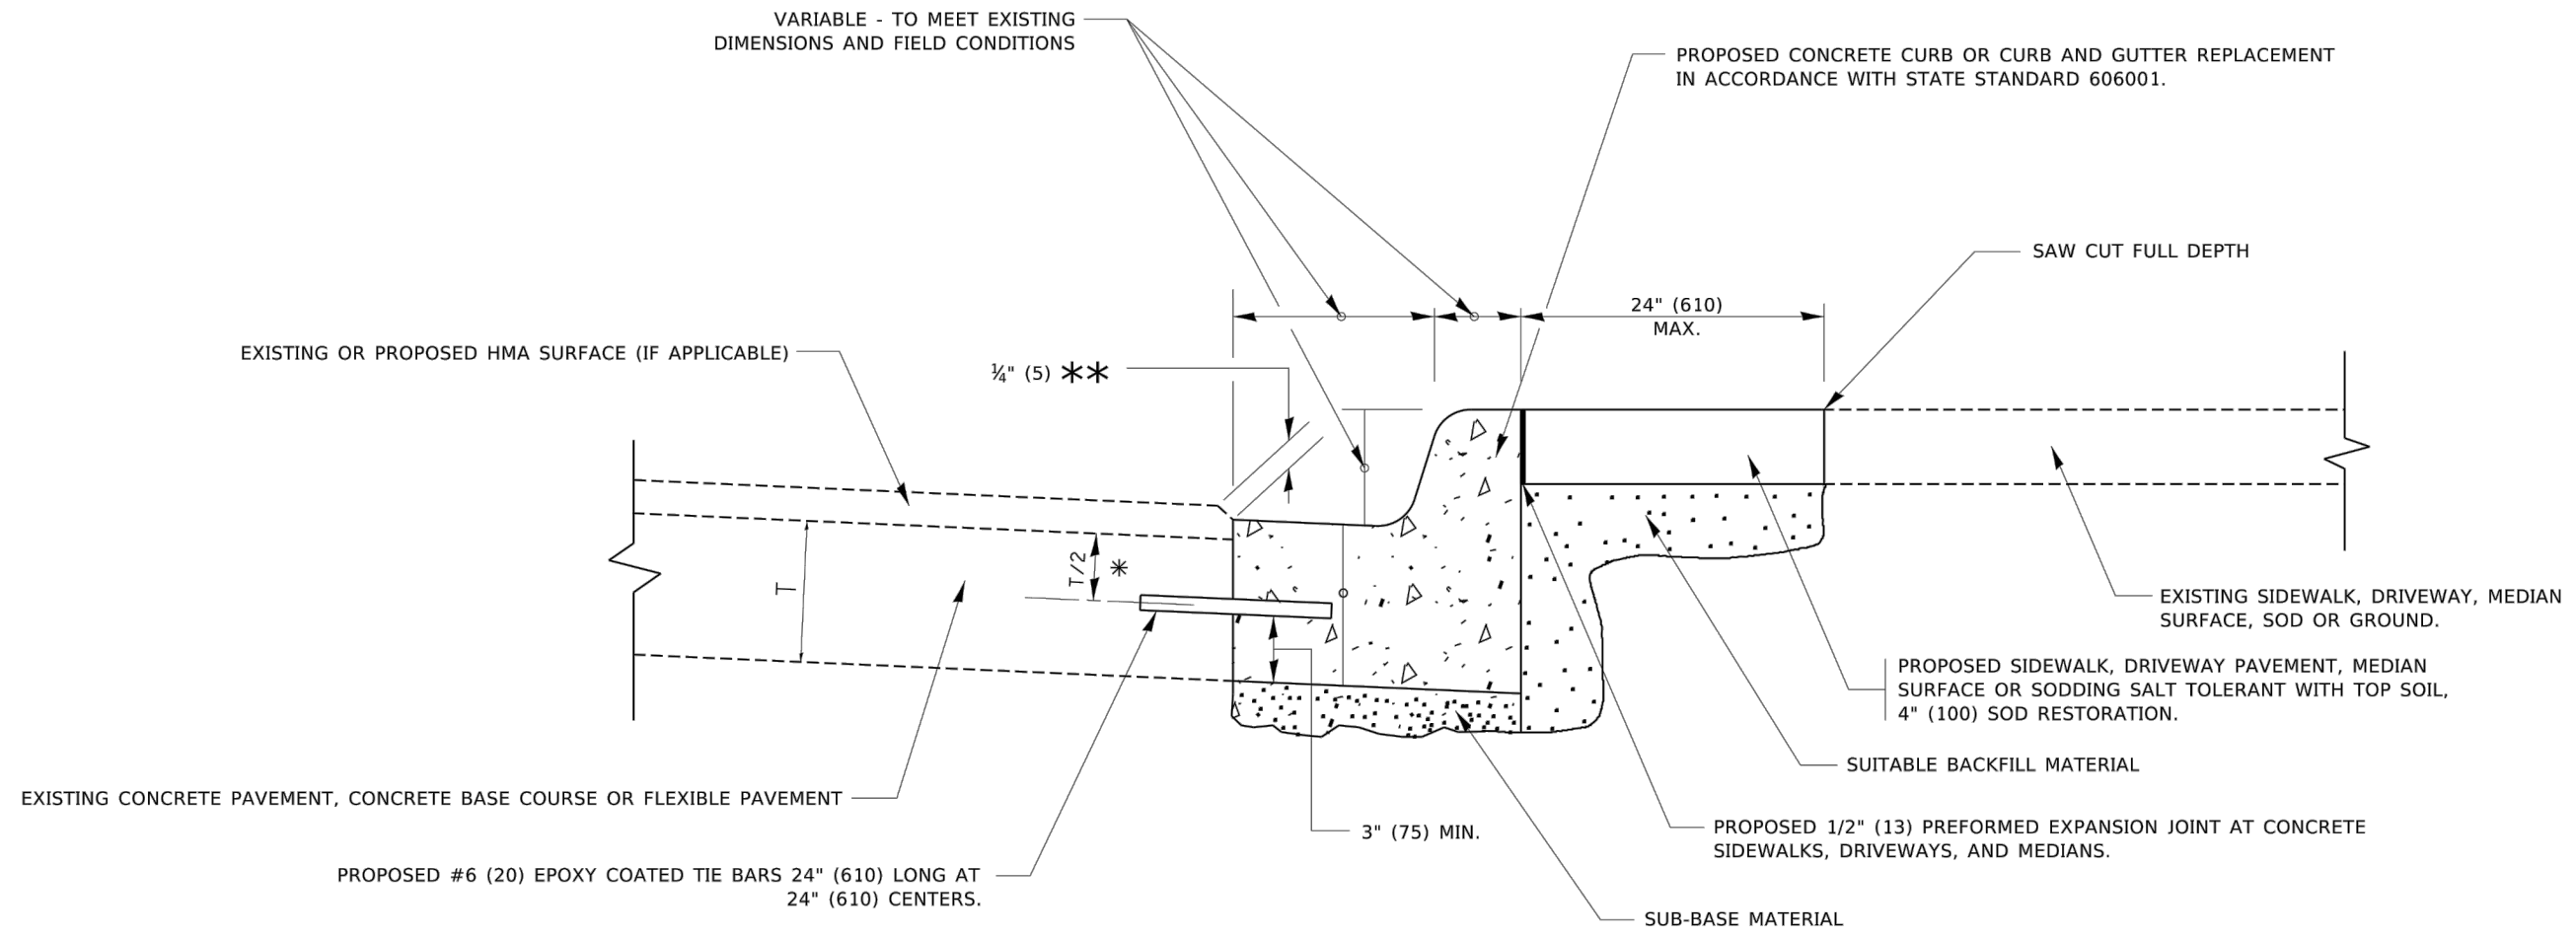 VARIABLE - TO MEET EXISTING
DIMENSIONS AND FIELD CONDITIONS
PROPOSED CONCRETE CURB OR CURB AND GUTTER REPLACEMENT
IN ACCORDANCE WITH STATE STANDARD 606001.
SAW CUT FULL DEPTH
24" (610)
MAX.
EXISTING OR PROPOSED HMA SURFACE (IF APPLICABLE)
¼" (5) **
T
T/2 *
EXISTING SIDEWALK, DRIVEWAY, MEDIAN
SURFACE, SOD OR GROUND.
PROPOSED SIDEWALK, DRIVEWAY PAVEMENT, MEDIAN
SURFACE OR SODDING SALT TOLERANT WITH TOP SOIL,
4" (100) SOD RESTORATION.
SUITABLE BACKFILL MATERIAL
EXISTING CONCRETE PAVEMENT, CONCRETE BASE COURSE OR FLEXIBLE PAVEMENT
3" (75) MIN.
PROPOSED 1/2" (13) PREFORMED EXPANSION JOINT AT CONCRETE
SIDEWALKS, DRIVEWAYS, AND MEDIANS.
PROPOSED #6 (20) EPOXY COATED TIE BARS 24" (610) LONG AT
24" (610) CENTERS.
SUB-BASE MATERIAL